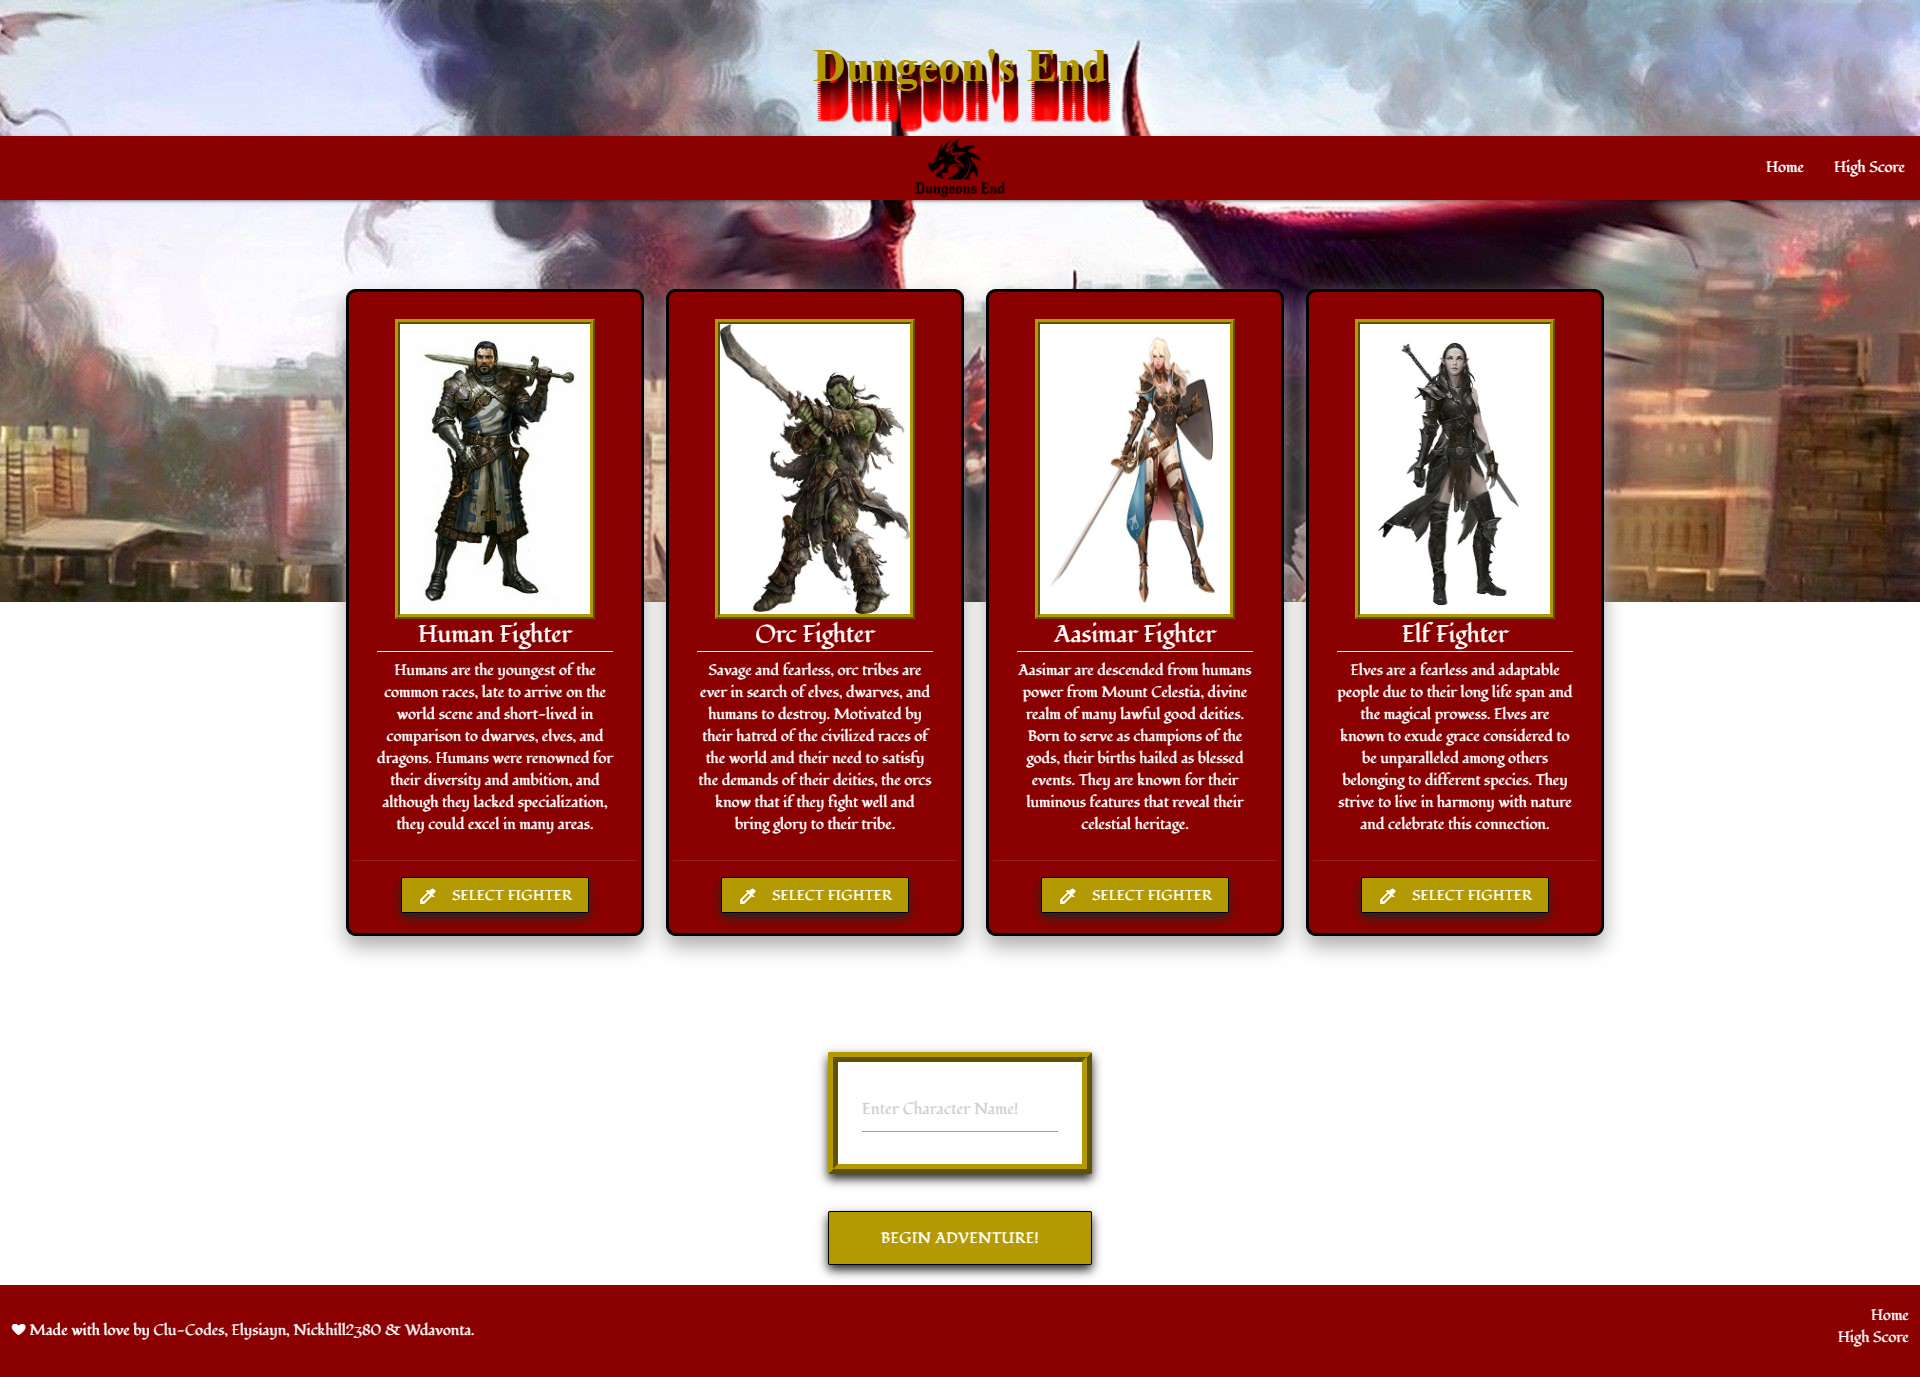 Dungeon's End
Dungeons End
Home
High Score
Human Fighter
Humans are the youngest of the
common races, late to arrive on the
world scene and short-lived in
comparison to dwarves, elves, and
dragons. Humans were renowned for
their diversity and ambition, and
although they lacked specialization,
they could excel in many areas.
SELECT FIGHTER
Orc Fighter
Savage and fearless, orc tribes are
ever in search of elves, dwarves, and
humans to destroy. Motivated by
their hatred of the civilized races of
the world and their need to satisfy
the demands of their deities, the orcs
know that if they fight well and
bring glory to their tribe.
SELECT FIGHTER
Aasimar Fighter
Aasimar are descended from humans
power from Mount Celestia, divine
realm of many lawful good deities.
Born to serve as champions of the
gods, their births hailed as blessed
events. They are known for their
luminous features that reveal their
celestial heritage.
SELECT FIGHTER
Elf Fighter
Elves are a fearless and adaptable
people due to their long life span and
the magical prowess. Elves are
known to exude grace considered to
be unparalleled among others
belonging to different species. They
strive to live in harmony with nature
and celebrate this connection.
SELECT FIGHTER
Enter Character Name!
BEGIN ADVENTURE!
Made with love by Clu-Codes, Elysiayn, Nickhill2380 & Wdavonta.
Home
High Score